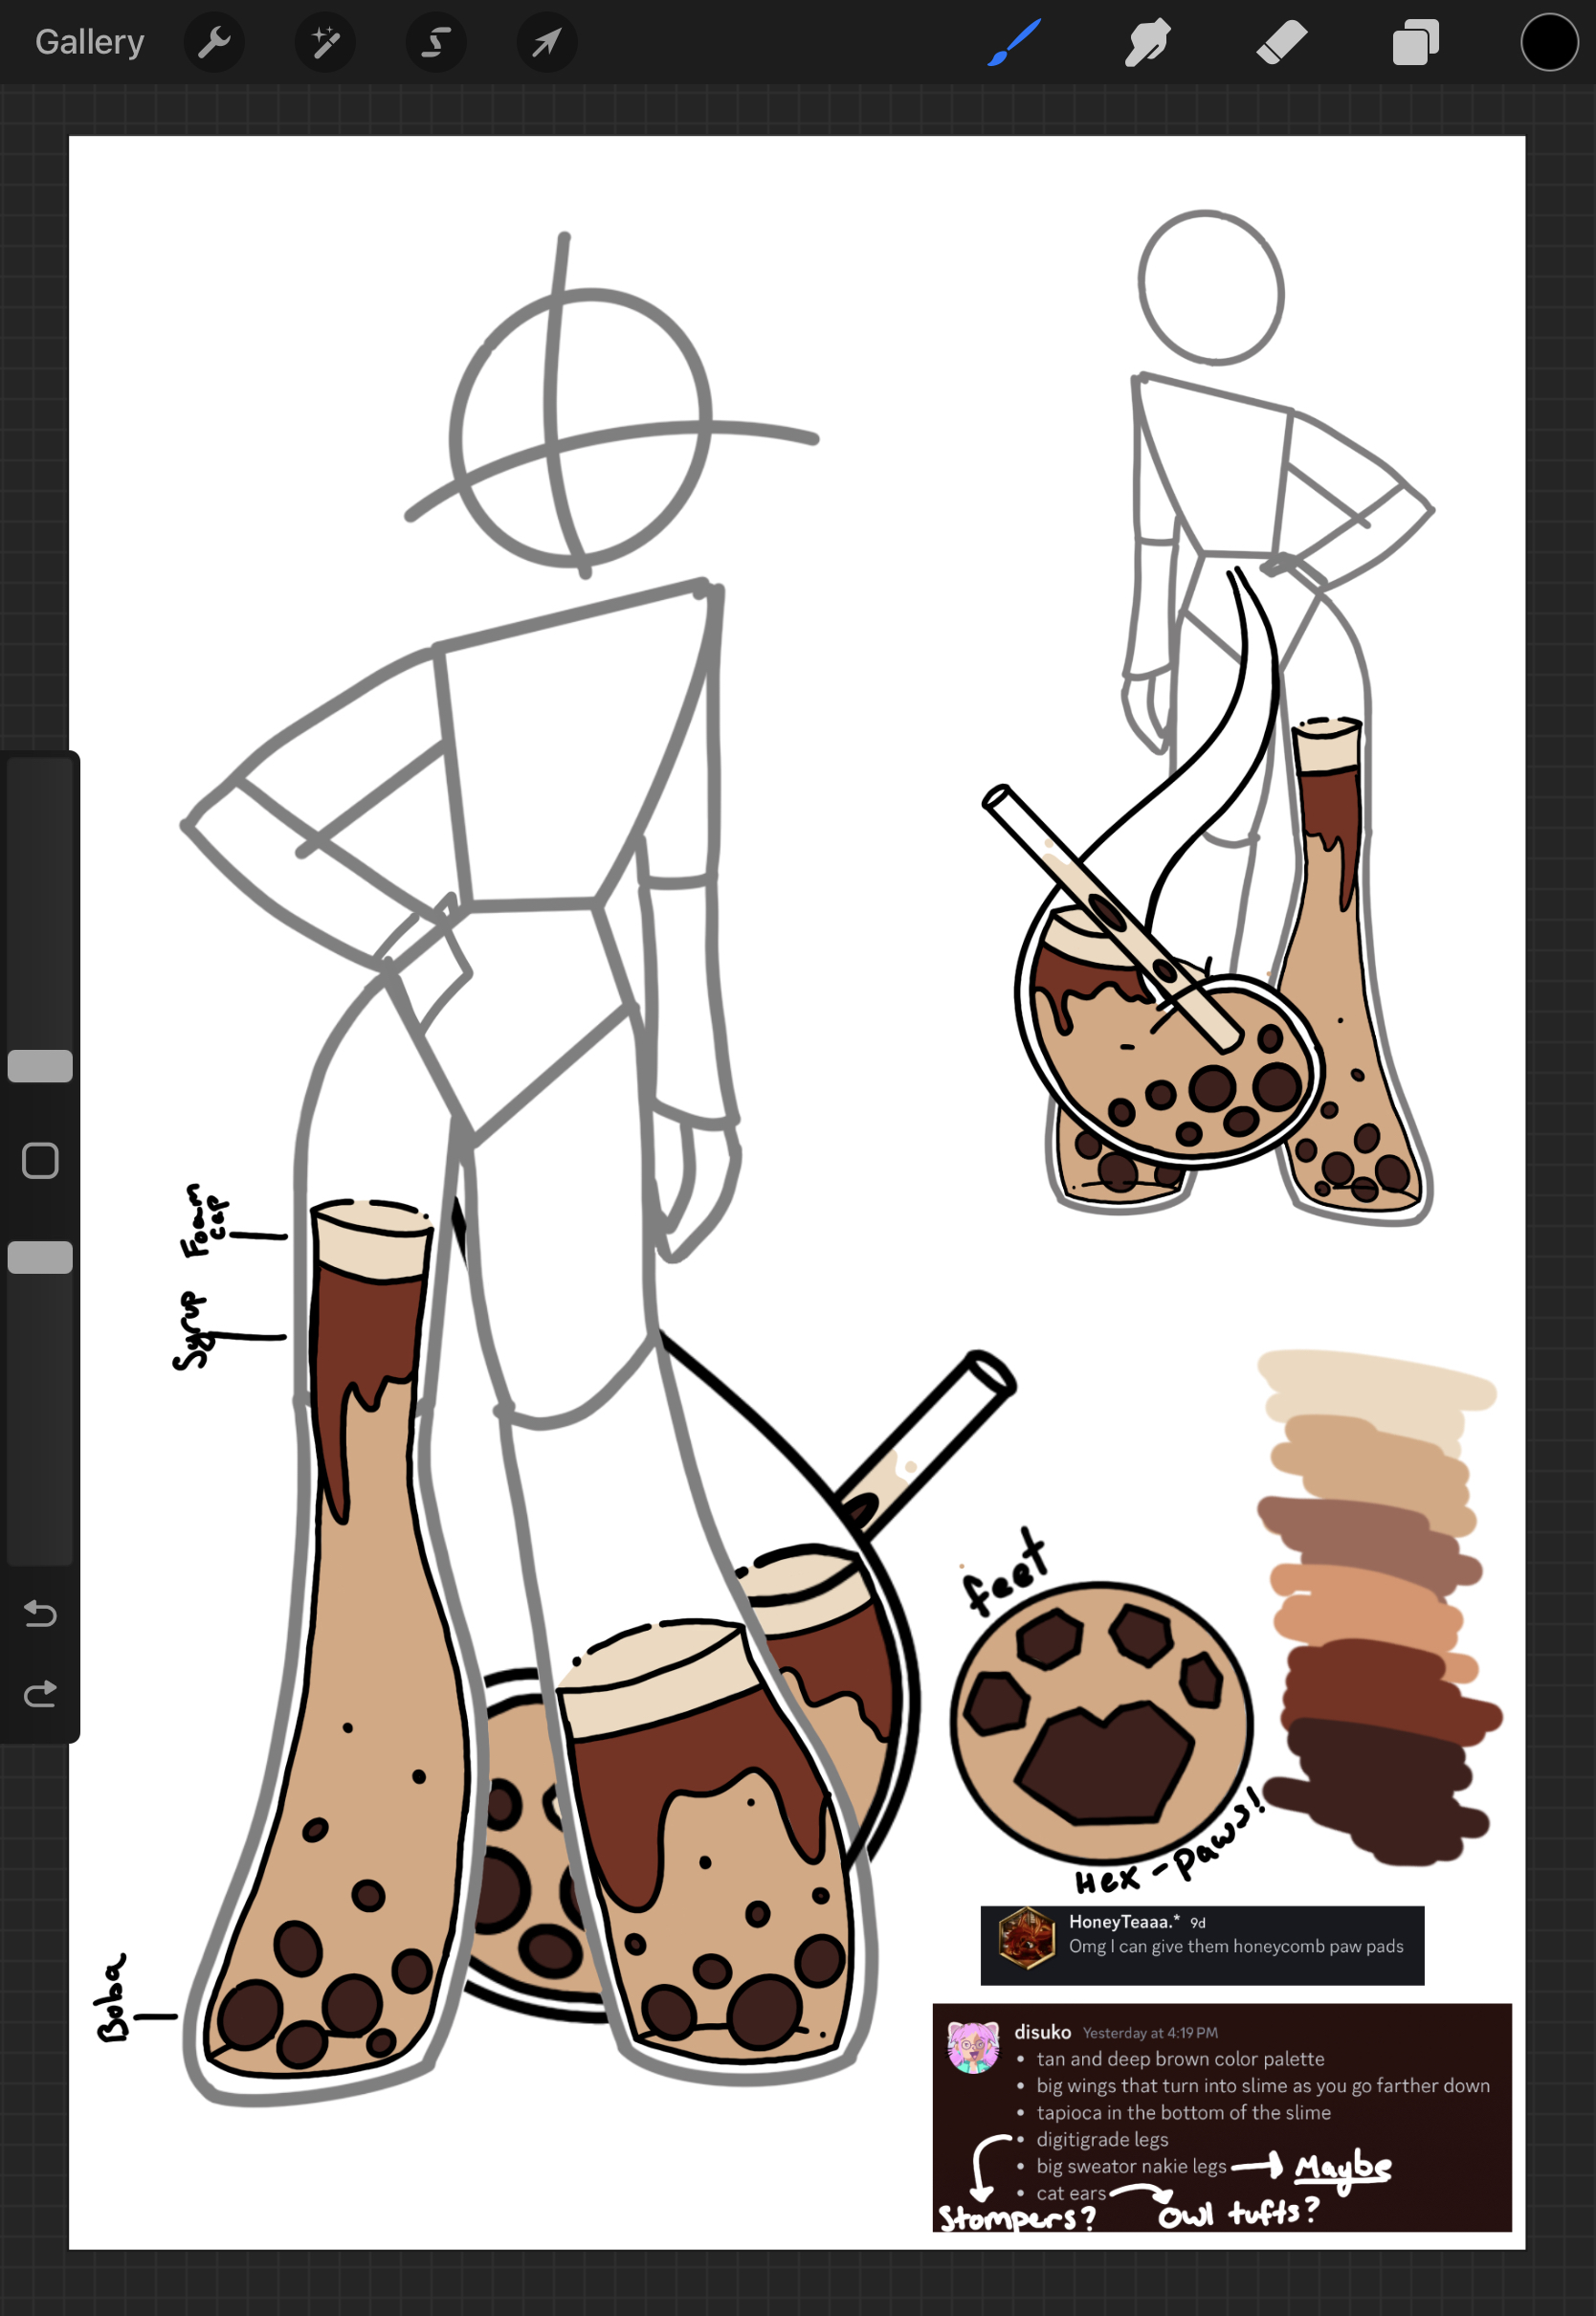 Gallery
Foam
cap
Syrup
Boba
feet
Hex-paws!
HoneyTeaaa.* 9d
Omg I can give them honeycomb paw pads
disuko Yesterday at 4:19 PM
• tan and deep brown color palette
• big wings that turn into slime as you go farther down
• tapioca in the bottom of the slime
• digitigrade legs
• big sweator nakie legs → Maybe
• cat ears
Stompers? Owl tufts?